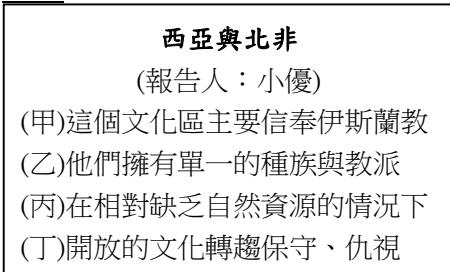 西亞與北非
(報告人：小優)
(甲)這個文化區主要信奉伊斯蘭教
(乙)他們擁有單一的種族與教派
(丙)在相對缺乏自然資源的情況下
(丁)開放的文化轉趨保守、仇視